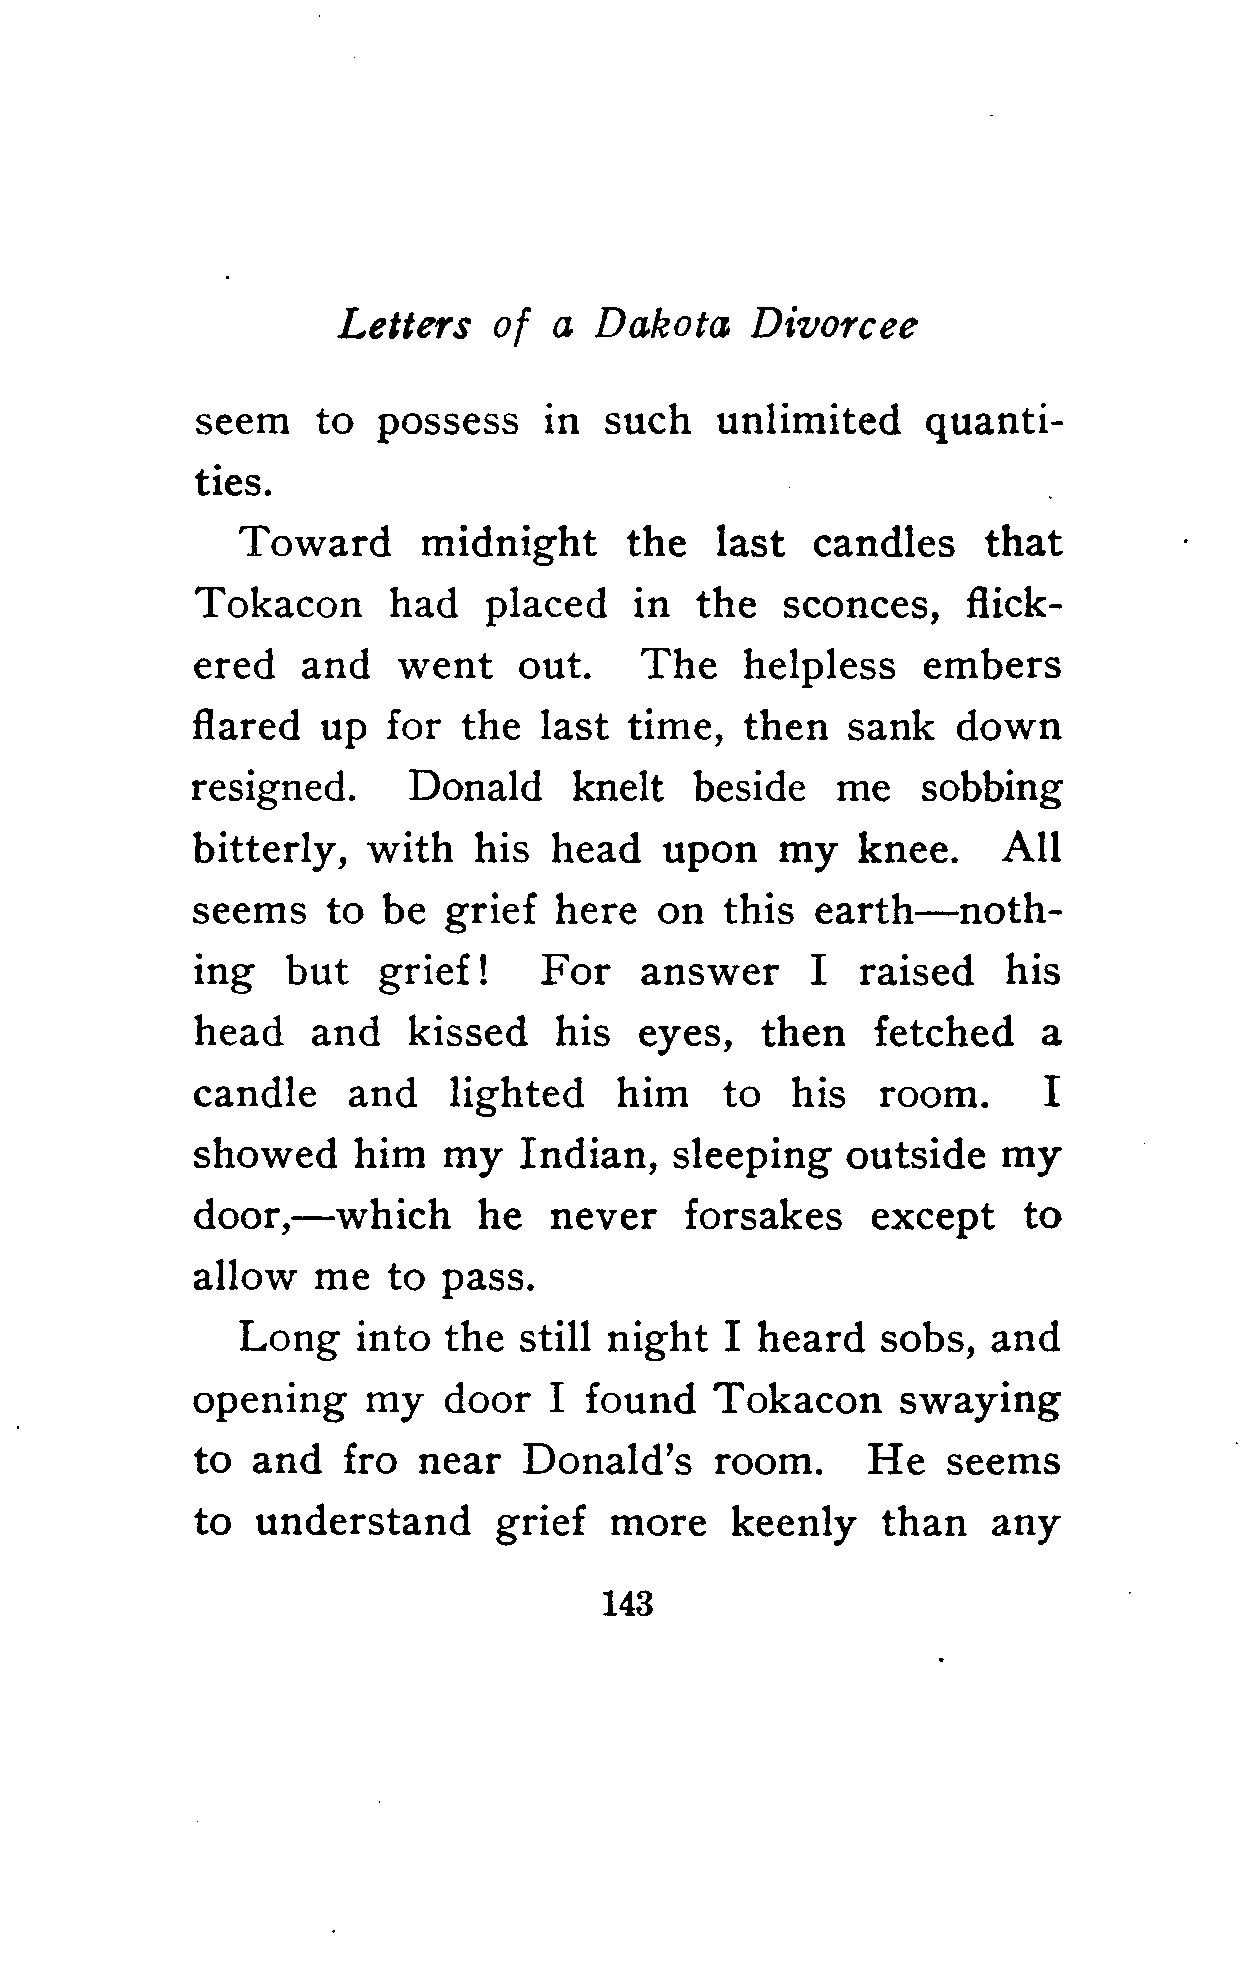 Letters of a Dakota Divorcee
seem to possess in such unlimited quanti-
ties.
Toward midnight the last candles that
Tokacon had placed in the sconces, flick-
ered and went out. The helpless embers
flared up for the last time, then sank down
resigned. Donald knelt beside me sobbing
bitterly, with his head upon my knee. All
seems to be grief here on this earth—noth-
ing but grief! For answer I raised his
head and kissed his eyes, then fetched a
candle and lighted him to his room. I
showed him my Indian, sleeping outside my
door,—which he never forsakes except to
allow me to pass.
Long into the still night I heard sobs, and
opening my door I found Tokacon swaying
to and fro near Donald's room. He seems
to understand grief more keenly than any
143